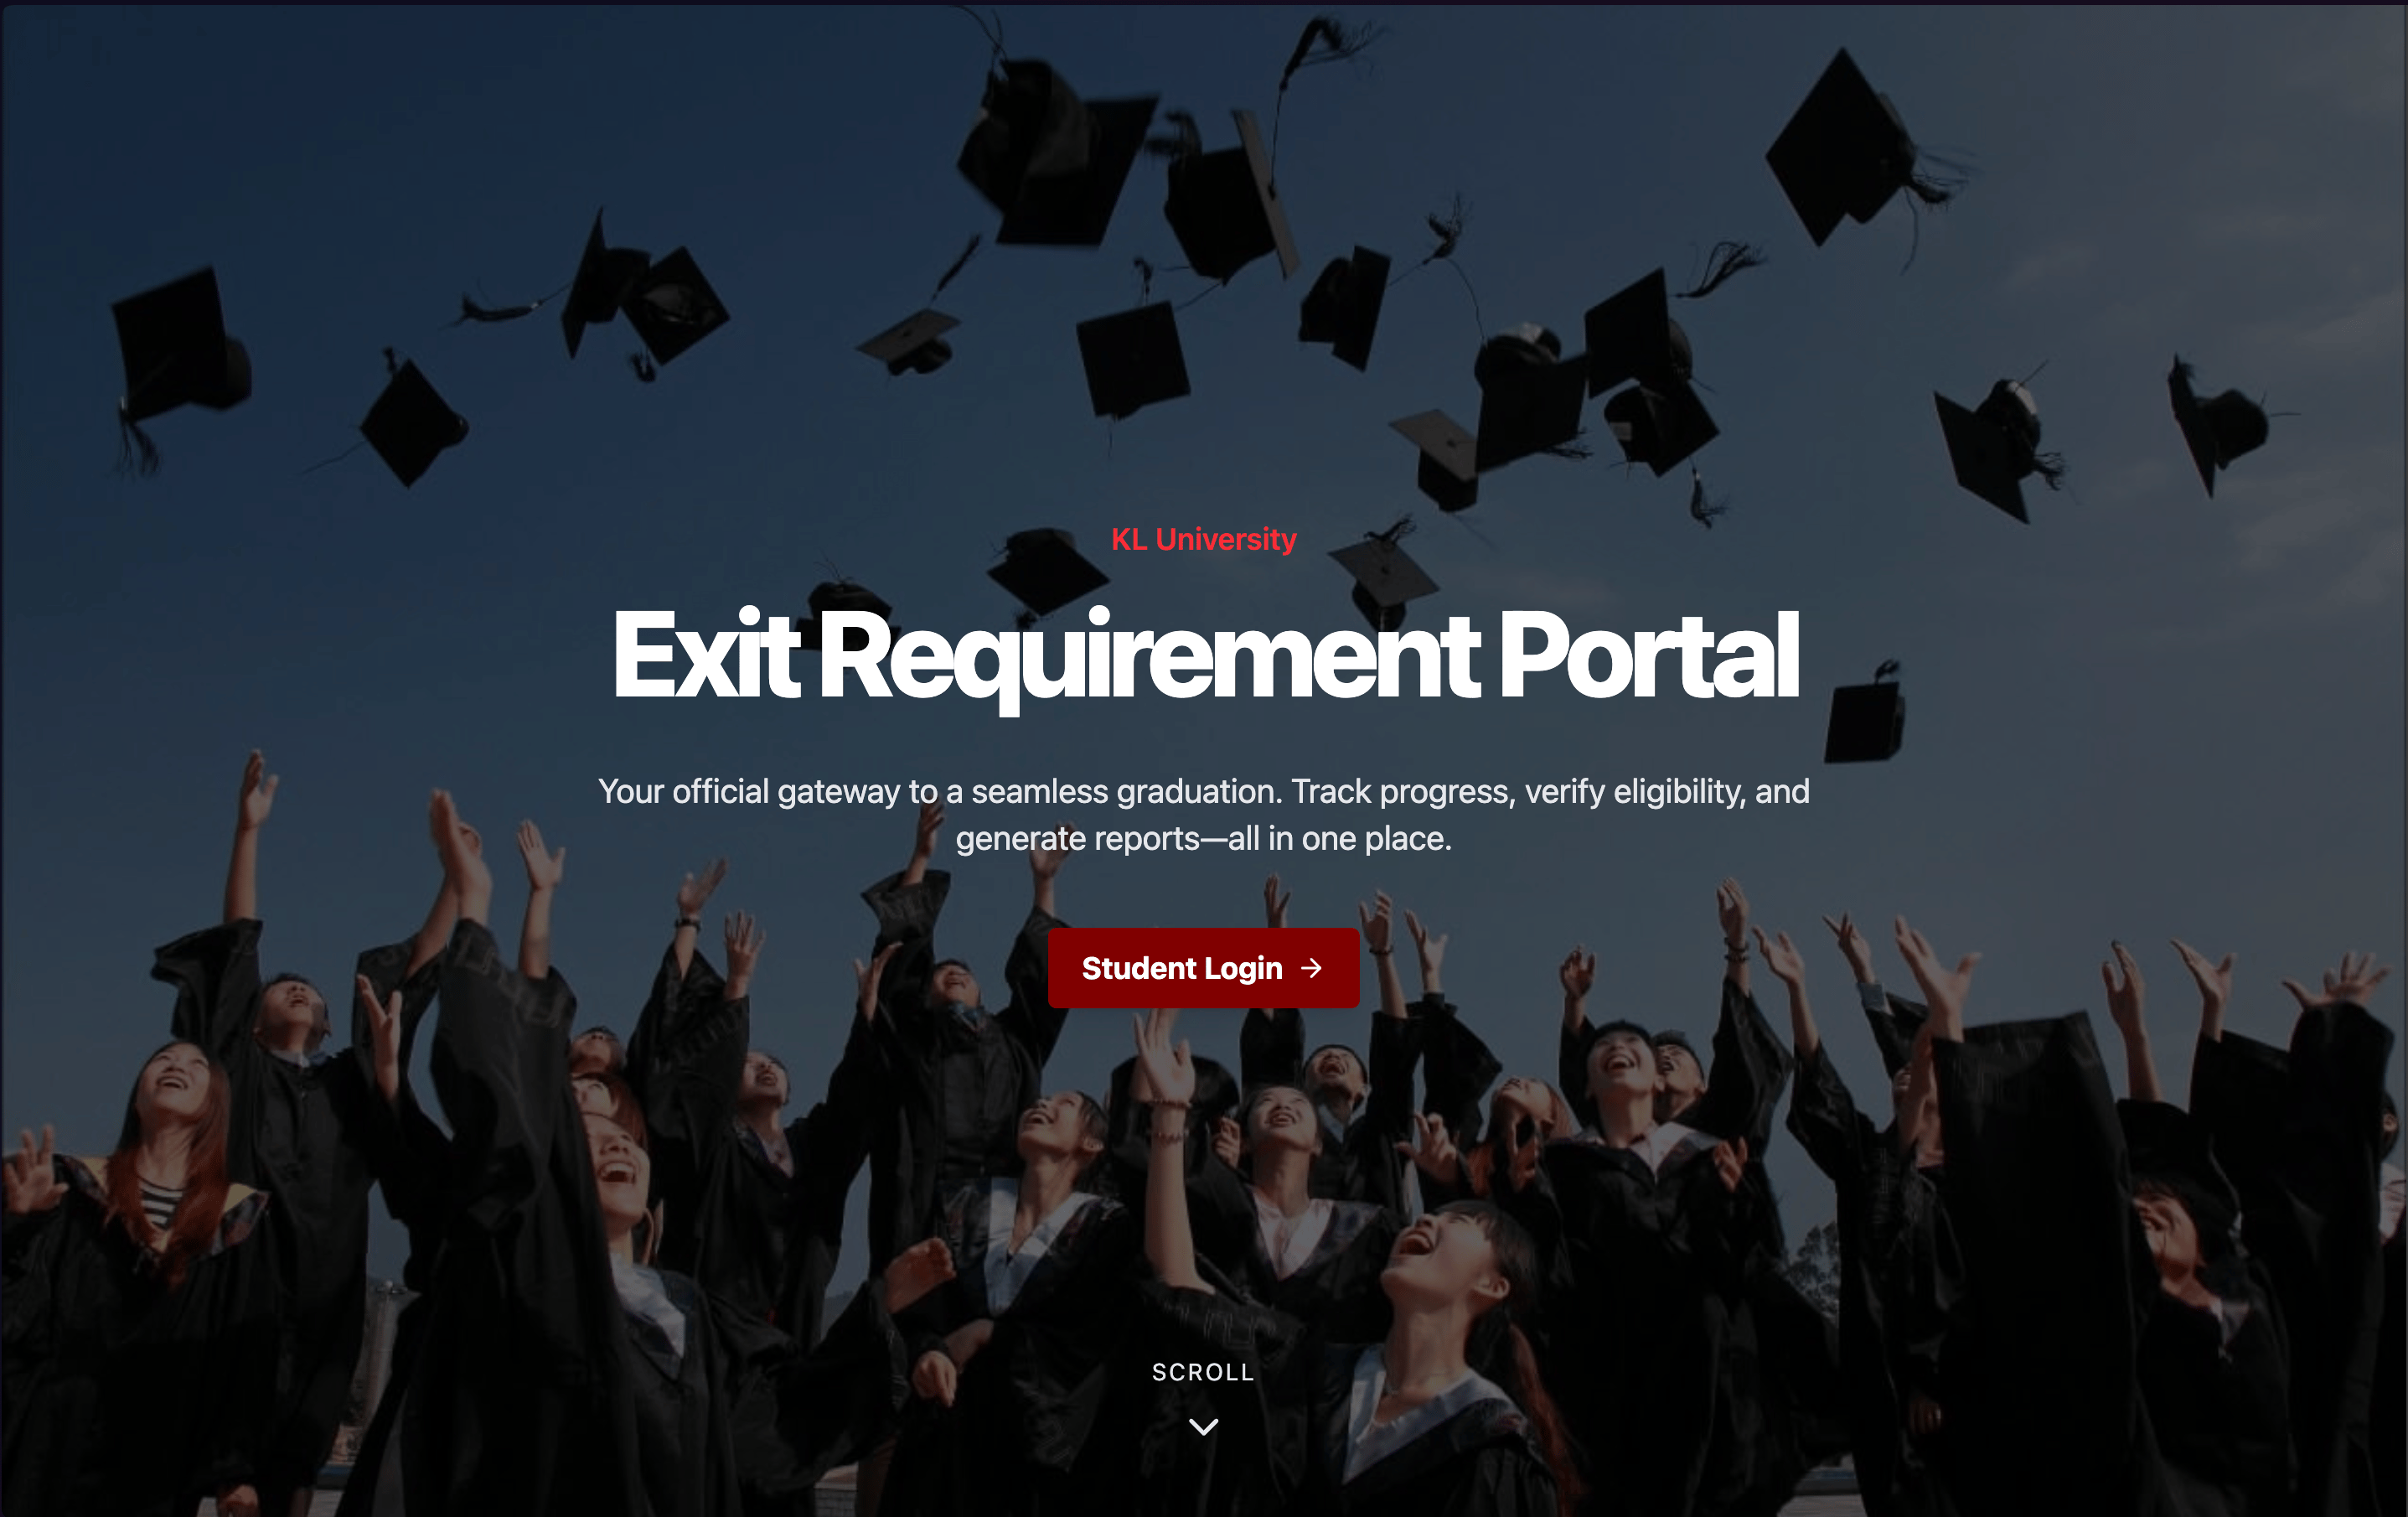 KL University
Exit Requirement Portal
Your official gateway to a seamless graduation. Track progress, verify eligibility, and
generate reports—all in one place.
Student Login →
SCROLL